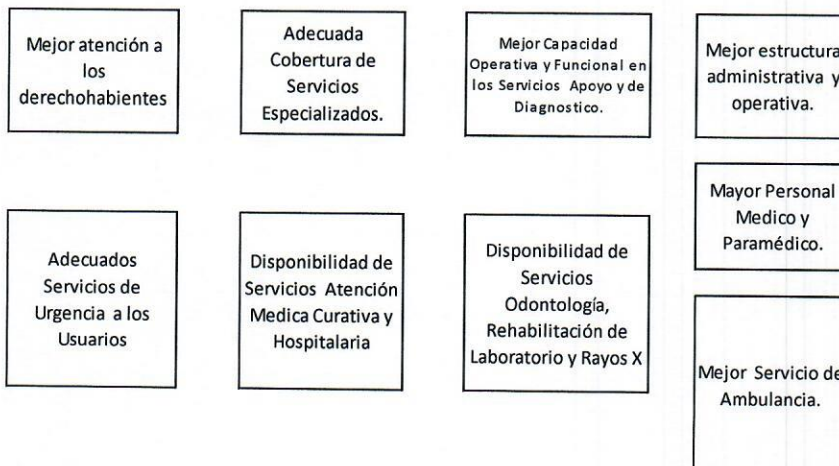 Mejor atención a
los
derechohabientes
Adecuada
Cobertura de
Servicios
Especializados.
Mejor Capacidad
Operativa y Funcional en
los Servicios Apoyo y de
Diagnostico.
Mejor estructura
administrativa y
operativa.
Mayor Personal
Medico y
Paramédico.
Adecuados
Servicios de
Urgencia a los
Usuarios
Disponibilidad de
Servicios Atención
Medica Curativa y
Hospitalaria
Disponibilidad de
Servicios
Odontología,
Rehabilitación de
Laboratorio y Rayos X
Mejor Servicio de
Ambulancia.